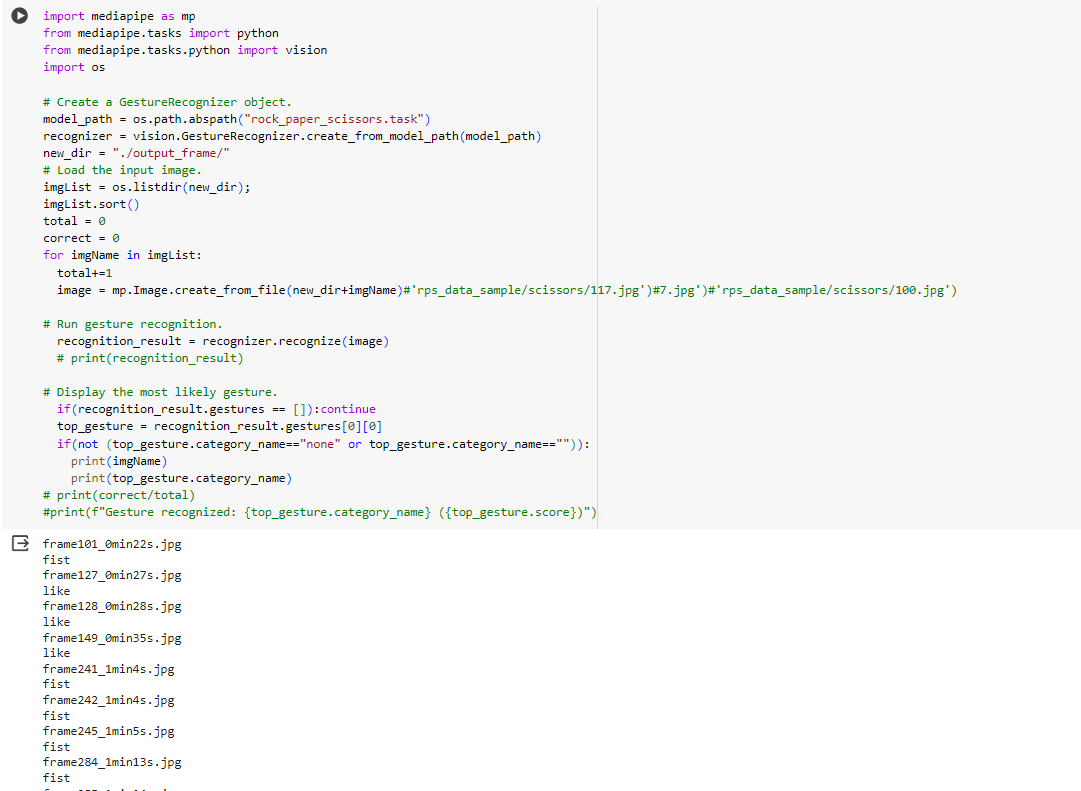 import mediapipe as mp
from mediapipe.tasks import python
from mediapipe.tasks.python import vision
import os
# Create a GestureRecognizer object.
model_path = os.path.abspath("rock_paper_scissors.task")
recognizer = vision.GestureRecognizer.create_from_model_path(model_path)
new_dir = "./output_frame/"
# Load the input image.
imgList = os.listdir(new_dir);
imgList.sort()
total = 0
correct = 0
for imgName in imgList:
  total+=1
  image = mp.Image.create_from_file(new_dir+imgName)#'rps_data_sample/scissors/117.jpg')#7.jpg')#'rps_data_sample/scissors/100.jpg')
# Run gesture recognition.
  recognition_result = recognizer.recognize(image)
  # print(recognition_result)
# Display the most likely gesture.
  if(recognition_result.gestures == []):continue
  top_gesture = recognition_result.gestures[0][0]
  if(not (top_gesture.category_name=="none" or top_gesture.category_name=="")):
    print(imgName)
    print(top_gesture.category_name)
# print(correct/total)
#print(f"Gesture recognized: {top_gesture.category_name} ({top_gesture.score})")
frame101_0min22s.jpg
fist
frame127_0min27s.jpg
like
frame128_0min28s.jpg
like
frame149_0min35s.jpg
like
frame241_1min4s.jpg
fist
frame242_1min4s.jpg
fist
frame245_1min5s.jpg
fist
frame284_1min13s.jpg
fist